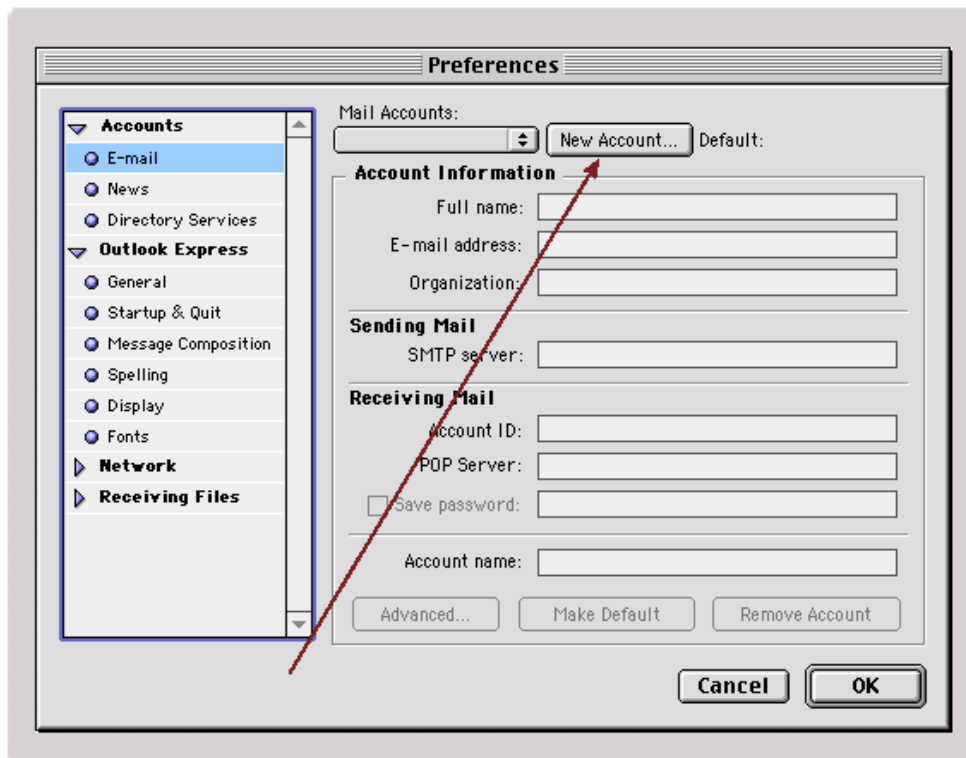 Preferences
Accounts
E-mail
News
Directory Services
Outlook Express
General
Startup & Quit
Message Composition
Spelling
Display
Fonts
Network
Receiving Files
Mail Accounts:
New Account... Default:
Account Information
Full name:
E-mail address:
Organization:
Sending Mail
SMTP server:
Receiving Mail
Account ID:
POP Server:
Save password:
Account name:
Advanced... Make Default Remove Account
Cancel OK